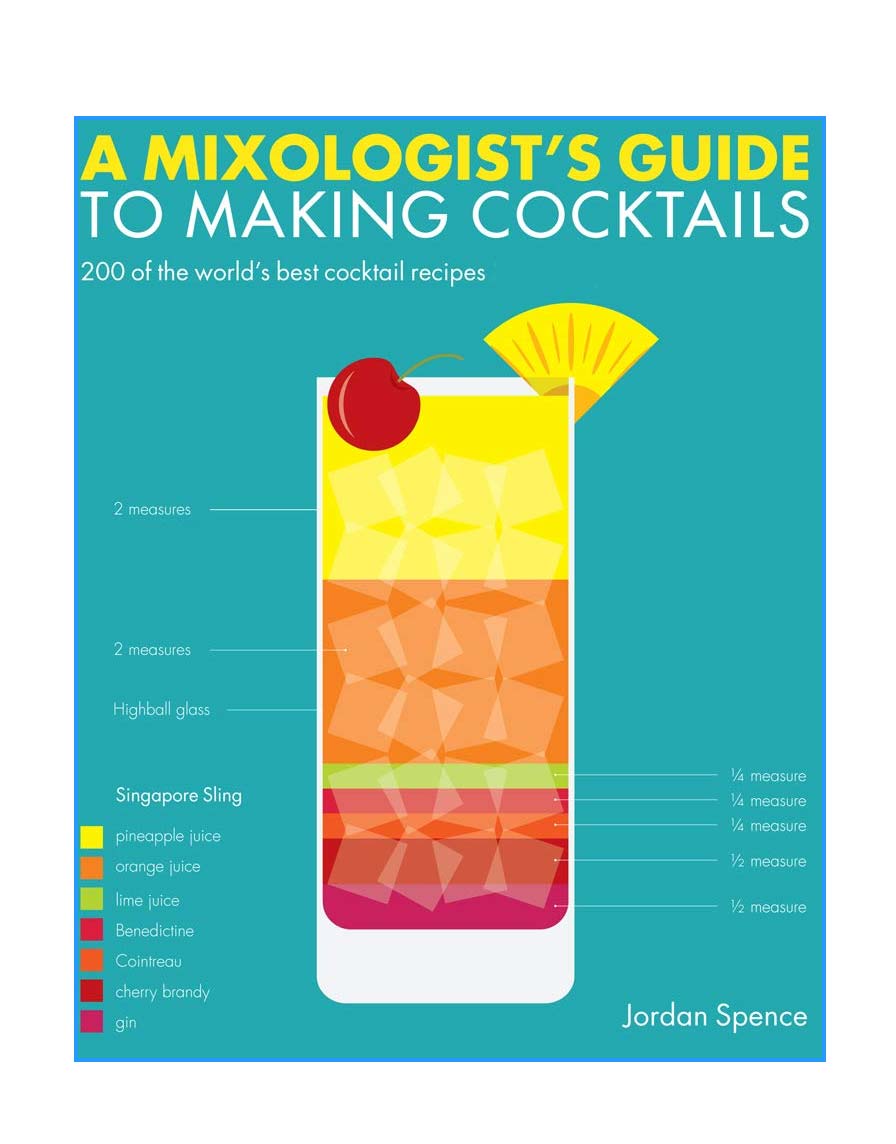 A MIXOLOGIST'S GUIDE
TO MAKING COCKTAILS
200 of the world's best cocktail recipes
2 measures
2 measures
Highball glass
¼ measure
¼ measure
¼ measure
½ measure
½ measure
Singapore Sling
pineapple juice
orange juice
lime juice
Benedictine
Cointreau
cherry brandy
gin
Jordan Spence